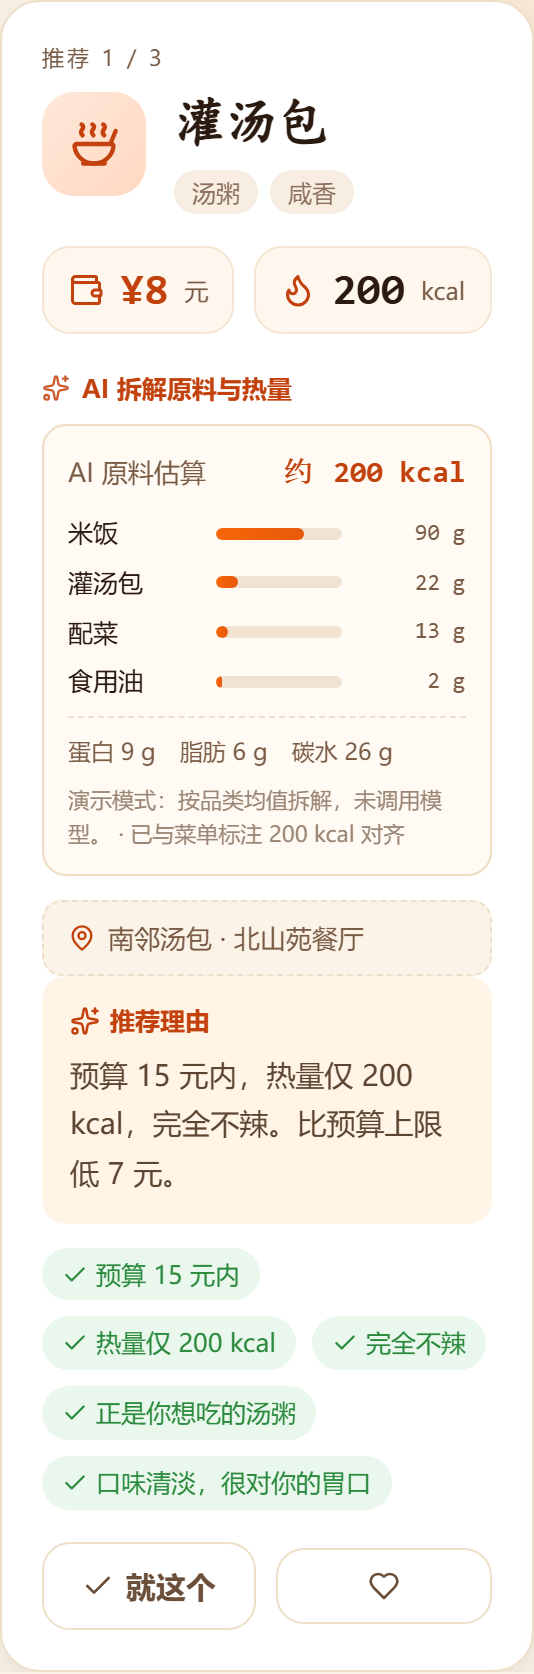 推荐 1 / 3
灌汤包
汤粥 咸香
¥8 元 200 kcal
AI 拆解原料与热量
AI 原料估算 约 200 kcal
米饭 90 g
灌汤包 22 g
配菜 13 g
食用油 2 g
蛋白 9 g 脂肪 6 g 碳水 26 g
演示模式：按品类均值拆解，未调用模
型。 · 已与菜单标注 200 kcal 对齐
南邻汤包 · 北山苑餐厅
推荐理由
预算 15 元内，热量仅 200
kcal，完全不辣。比预算上限
低 7 元。
预算 15 元内
热量仅 200 kcal 完全不辣
正是你想吃的汤粥
口味清淡，很对你的胃口
就这个